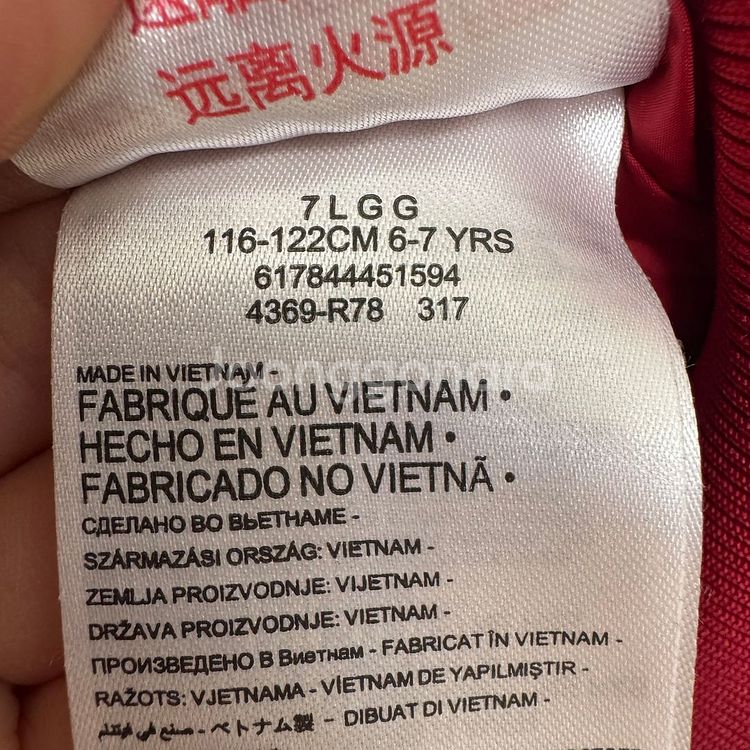 远离火源
7 L G G
116-122CM 6-7 YRS
617844451594
4369-R78 317
MADE IN VIETNAM -
FABRIQUÉ AU VIETNAM •
HECHO EN VIETNAM •
FABRICADO NO VIETNÃ •
СДЕЛАНО ВО ВЬЕТНАМЕ -
SZÁRMAZÁSI ORSZÁG: VIETNAM -
ZEMLJA PROIZVODNJE: VIJETNAM -
DRŽAVA PROIZVODNJE: VIETNAM -
ПРОИЗВЕДЕНО В Виетнам - FABRICAT ÎN VIETNAM -
RAŽOTS: VJETNAMA - VİETNAM DE YAPILMIŞTIR -
صنع في فيتنام - ベトナム製 - DIBUAT DI VIETNAM -